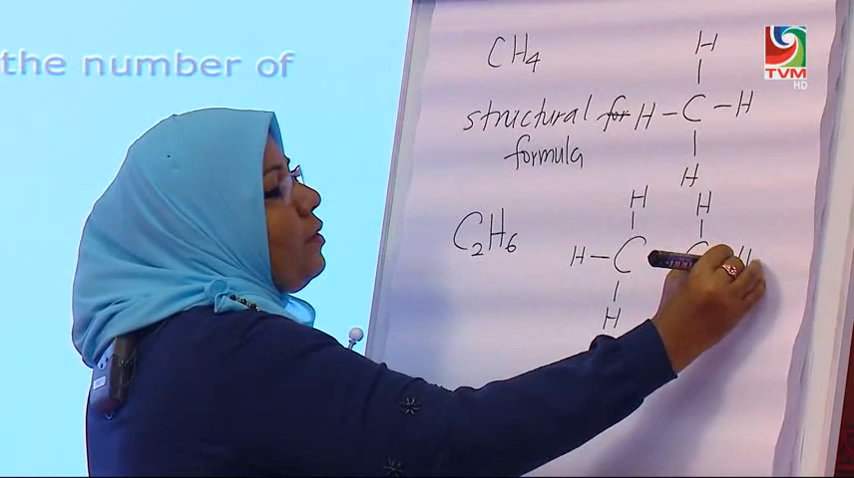 the number of
TVM
HD
CH4
H
structural for H - C - H
formula
H
H H
C2H6 H - C C H
H